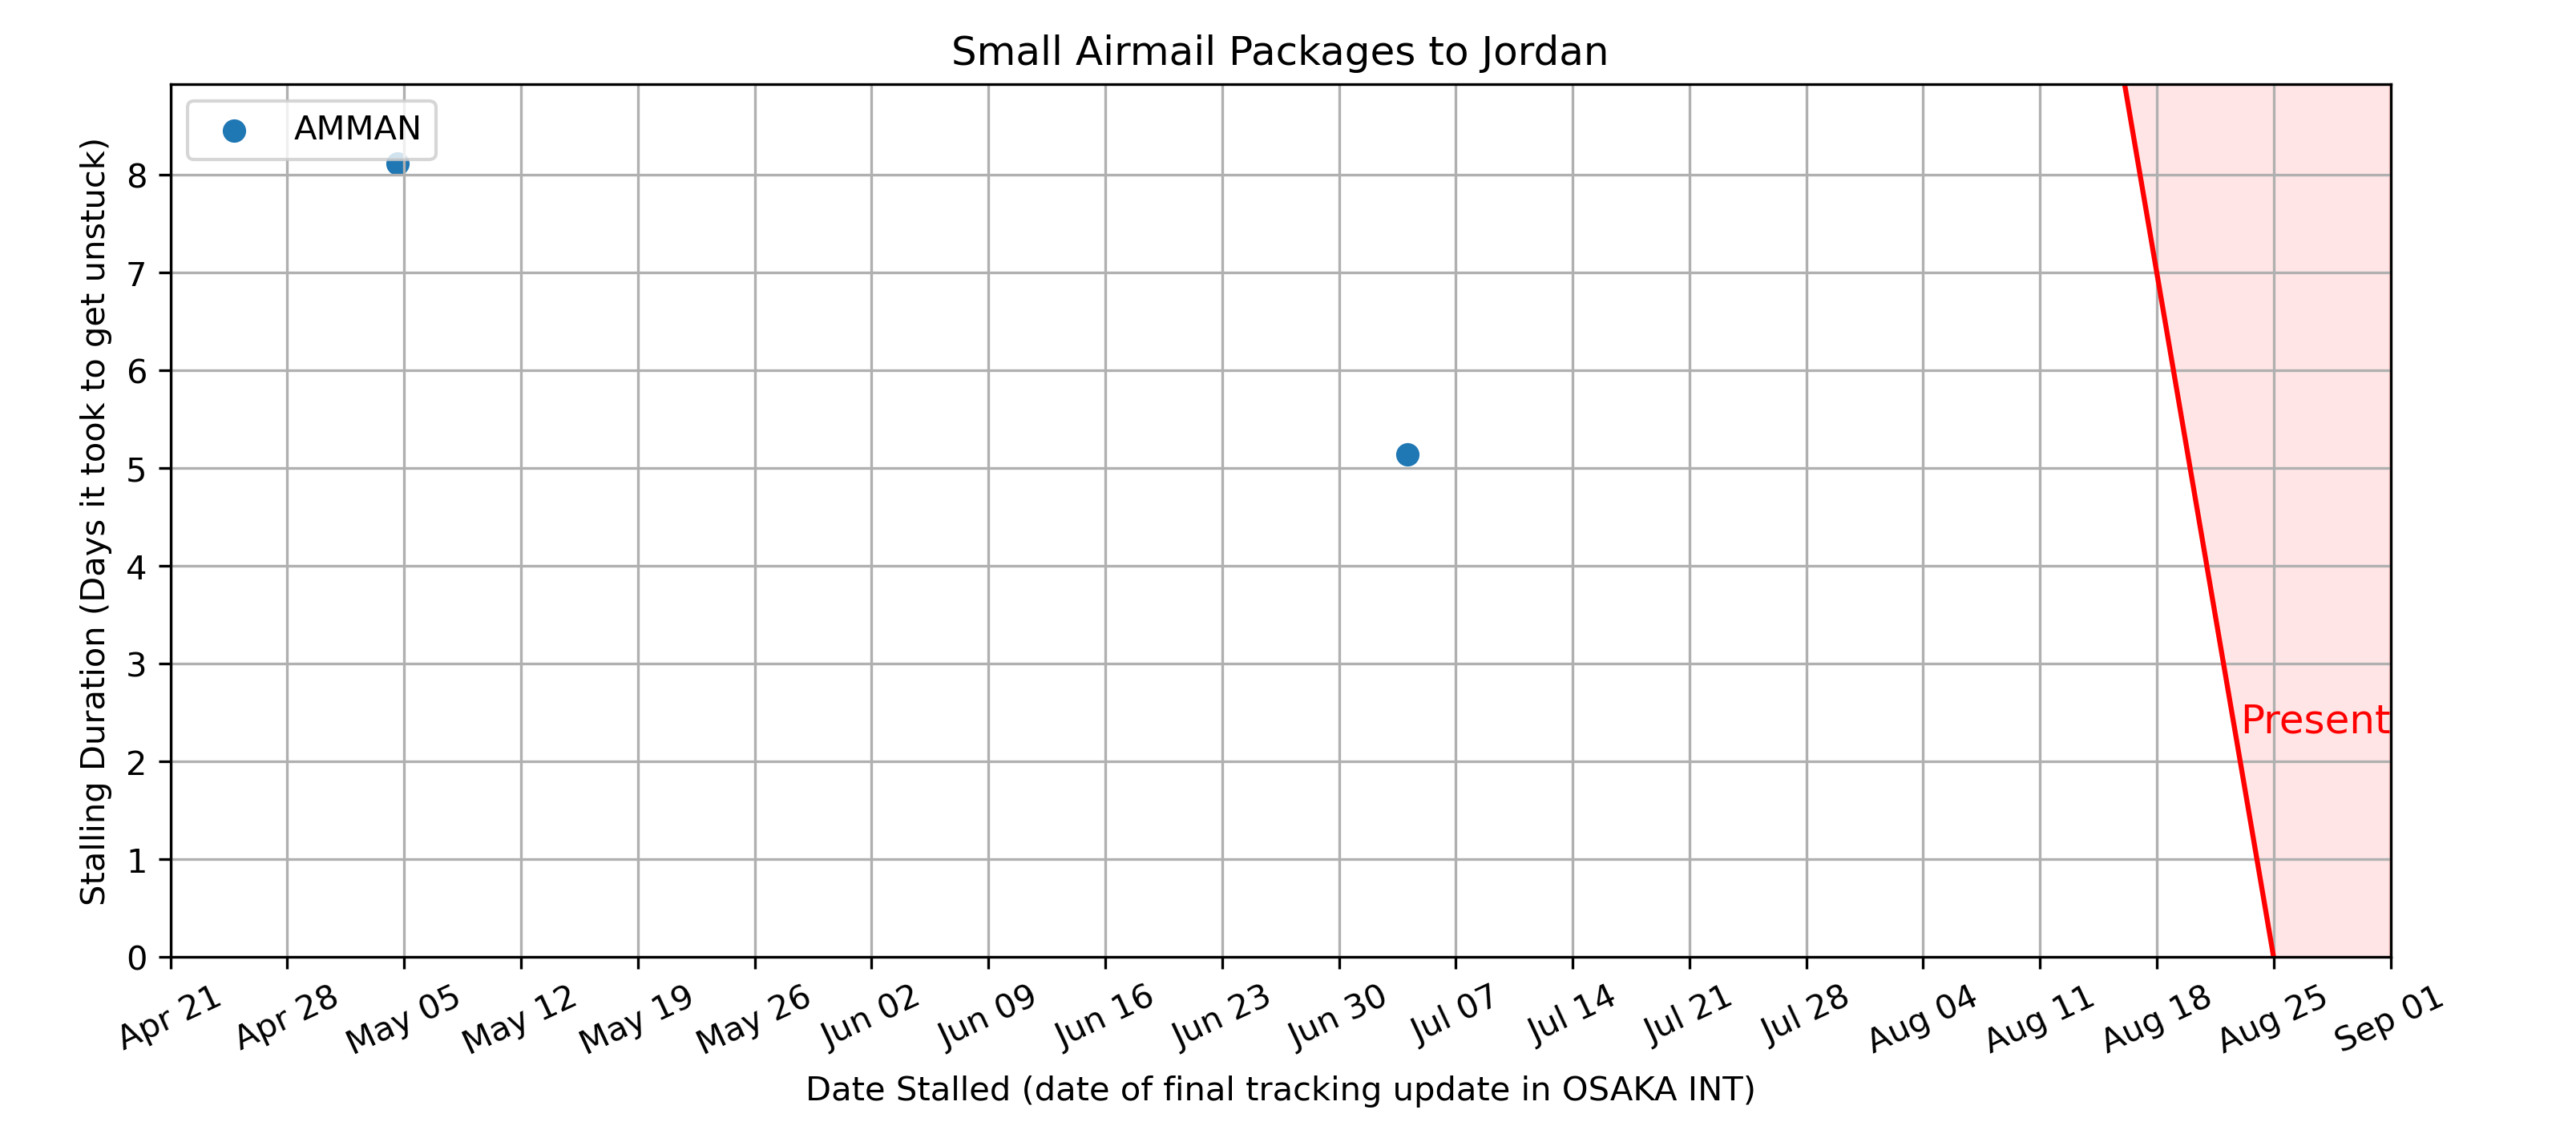 Small Airmail Packages to Jordan
AMMAN
Stalling Duration (Days it took to get unstuck)
8
7
6
5
4
3
2
1
0
Present
Apr 21 Apr 28 May 05 May 12 May 19 May 26 Jun 02 Jun 09 Jun 16 Jun 23 Jun 30 Jul 07 Jul 14 Jul 21 Jul 28 Aug 04 Aug 11 Aug 18 Aug 25 Sep 01
Date Stalled (date of final tracking update in OSAKA INT)